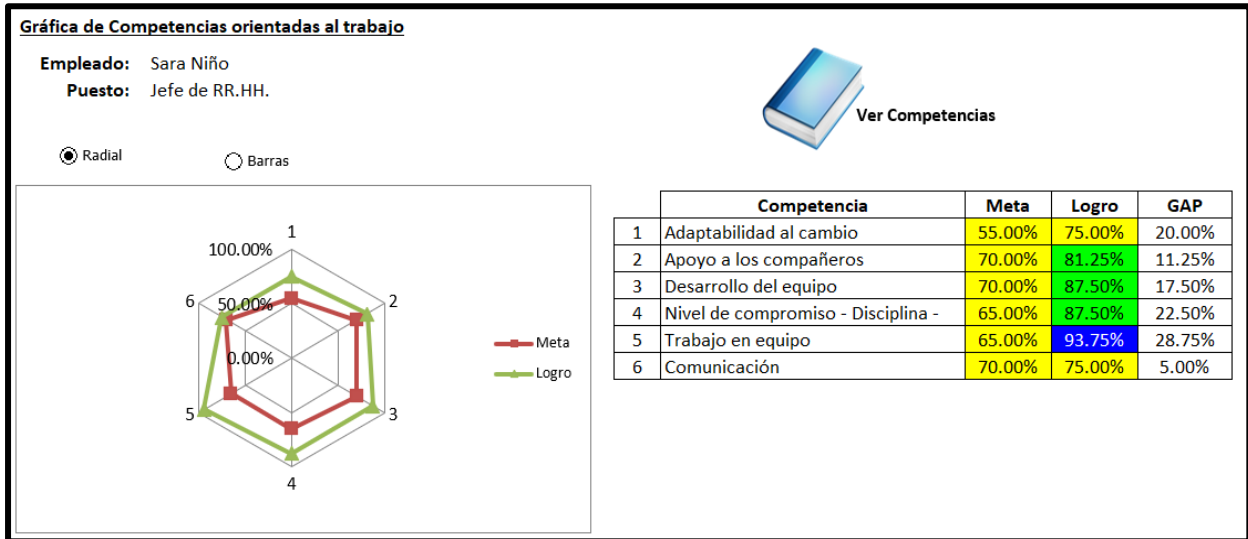 Gráfica de Competencias orientadas al trabajo
Empleado: Sara Niño
Puesto: Jefe de RR.HH.
Ver Competencias
Radial
Barras
1
100.00%
6
50.00%
2
0.00%
5
3
4
Meta
Logro
Competencia Meta Logro GAP
1 Adaptabilidad al cambio 55.00% 75.00% 20.00%
2 Apoyo a los compañeros 70.00% 81.25% 11.25%
3 Desarrollo del equipo 70.00% 87.50% 17.50%
4 Nivel de compromiso - Disciplina - 65.00% 87.50% 22.50%
5 Trabajo en equipo 65.00% 93.75% 28.75%
6 Comunicación 70.00% 75.00% 5.00%